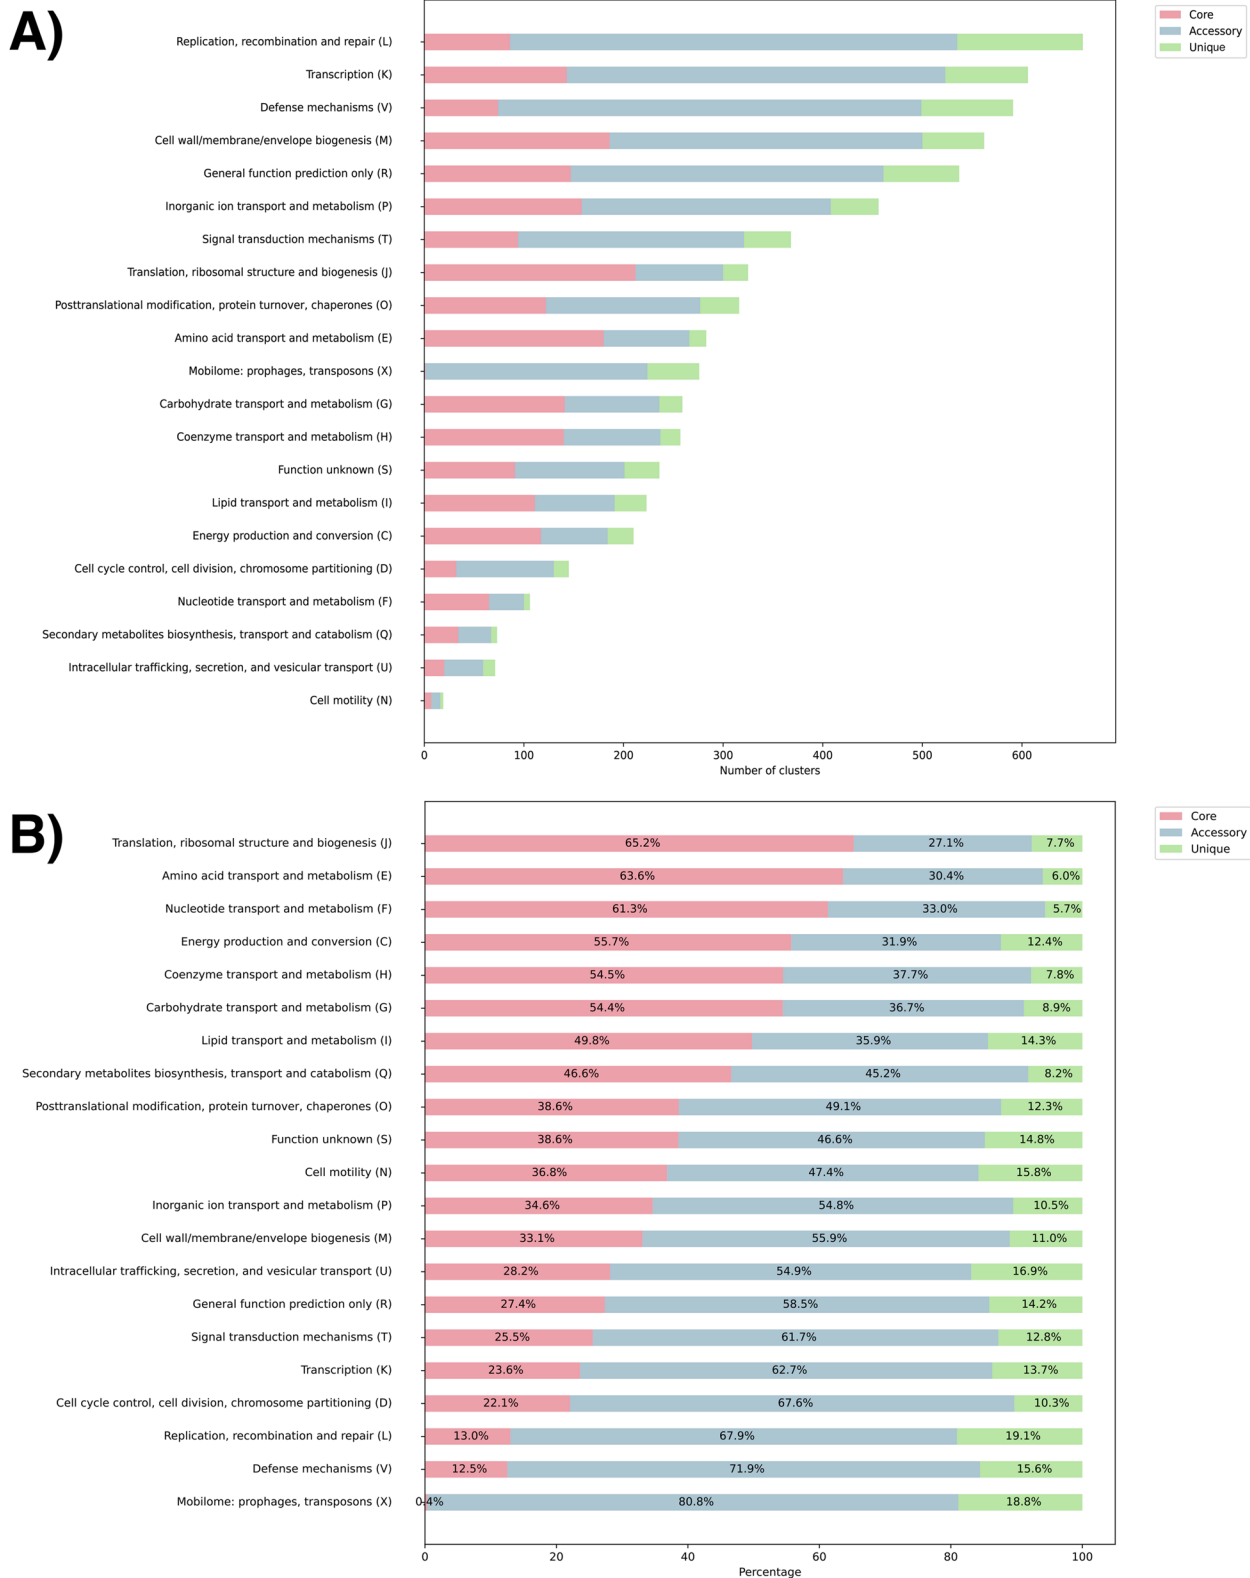 A)
Core
Accessory
Unique
Replication, recombination and repair (L)
Transcription (K)
Defense mechanisms (V)
Cell wall/membrane/envelope biogenesis (M)
General function prediction only (R)
Inorganic ion transport and metabolism (P)
Signal transduction mechanisms (T)
Translation, ribosomal structure and biogenesis (J)
Posttranslational modification, protein turnover, chaperones (O)
Amino acid transport and metabolism (E)
Mobilome: prophages, transposons (X)
Carbohydrate transport and metabolism (G)
Coenzyme transport and metabolism (H)
Function unknown (S)
Lipid transport and metabolism (I)
Energy production and conversion (C)
Cell cycle control, cell division, chromosome partitioning (D)
Nucleotide transport and metabolism (F)
Secondary metabolites biosynthesis, transport and catabolism (Q)
Intracellular trafficking, secretion, and vesicular transport (U)
Cell motility (N)
0 100 200 300 400 500 600
Number of clusters
B)
Core
Accessory
Unique
Translation, ribosomal structure and biogenesis (J) 65.2% 27.1% 7.7%
Amino acid transport and metabolism (E) 63.6% 30.4% 6.0%
Nucleotide transport and metabolism (F) 61.3% 33.0% 5.7%
Energy production and conversion (C) 55.7% 31.9% 12.4%
Coenzyme transport and metabolism (H) 54.5% 37.7% 7.8%
Carbohydrate transport and metabolism (G) 54.4% 36.7% 8.9%
Lipid transport and metabolism (I) 49.8% 35.9% 14.3%
Secondary metabolites biosynthesis, transport and catabolism (Q) 46.6% 45.2% 8.2%
Posttranslational modification, protein turnover, chaperones (O) 38.6% 49.1% 12.3%
Function unknown (S) 38.6% 46.6% 14.8%
Cell motility (N) 36.8% 47.4% 15.8%
Inorganic ion transport and metabolism (P) 34.6% 54.8% 10.5%
Cell wall/membrane/envelope biogenesis (M) 33.1% 55.9% 11.0%
Intracellular trafficking, secretion, and vesicular transport (U) 28.2% 54.9% 16.9%
General function prediction only (R) 27.4% 58.5% 14.2%
Signal transduction mechanisms (T) 25.5% 61.7% 12.8%
Transcription (K) 23.6% 62.7% 13.7%
Cell cycle control, cell division, chromosome partitioning (D) 22.1% 67.6% 10.3%
Replication, recombination and repair (L) 13.0% 67.9% 19.1%
Defense mechanisms (V) 12.5% 71.9% 15.6%
Mobilome: prophages, transposons (X) 0.4% 80.8% 18.8%
0 20 40 60 80 100
Percentage